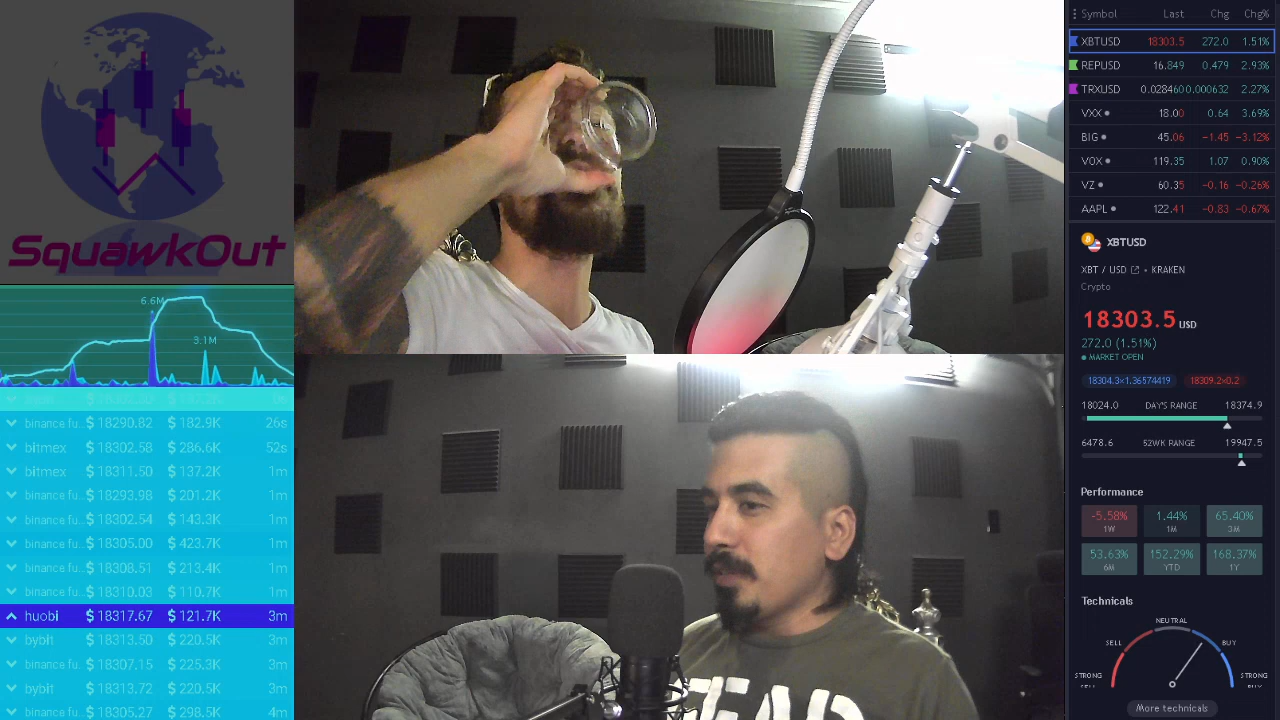 SquawkOut
6.6M
3.1M
binance fu.. $ 18290.82 $ 182.9K 26s
bitmex $ 18302.58 $ 286.6K 52s
bitmex $ 18311.50 $ 137.2K 1m
binance fu.. $ 18293.98 $ 201.2K 1m
binance fu.. $ 18302.54 $ 143.3K 1m
binance fu.. $ 18305.00 $ 423.7K 1m
binance fu.. $ 18308.51 $ 213.4K 1m
binance fu.. $ 18310.03 $ 110.7K 1m
huobi $ 18317.67 $ 121.7K 3m
bybit $ 18313.50 $ 220.5K 3m
binance fu.. $ 18307.15 $ 225.3K 3m
bybit $ 18313.72 $ 220.5K 3m
binance fu.. $ 18305.27 $ 298.5K 4m
Symbol Last Chg Chg%
XBTUSD 18303.5 272.0 1.51%
REPUSD 16.849 0.479 2.93%
TRXUSD 0.0284600.000632 2.27%
VXX 18.00 0.64 3.69%
BIG 45.06 −1.45 −3.12%
VOX 119.35 1.07 0.90%
VZ 60.35 −0.16 −0.26%
AAPL 122.41 −0.83 −0.67%
XBTUSD
XBT / USD • KRAKEN
Crypto
18303.5 USD
272.0 (1.51%)
MARKET OPEN
18304.3×1.36574419 18309.2×0.2
18024.0 DAY'S RANGE 18374.9
6478.6 52WK RANGE 19947.5
Performance
-5.58% 1.44% 65.40%
1W 1M 3M
53.63% 152.29% 168.37%
6M YTD 1Y
Technicals
NEUTRAL
SELL BUY
STRONG STRONG
More technicals